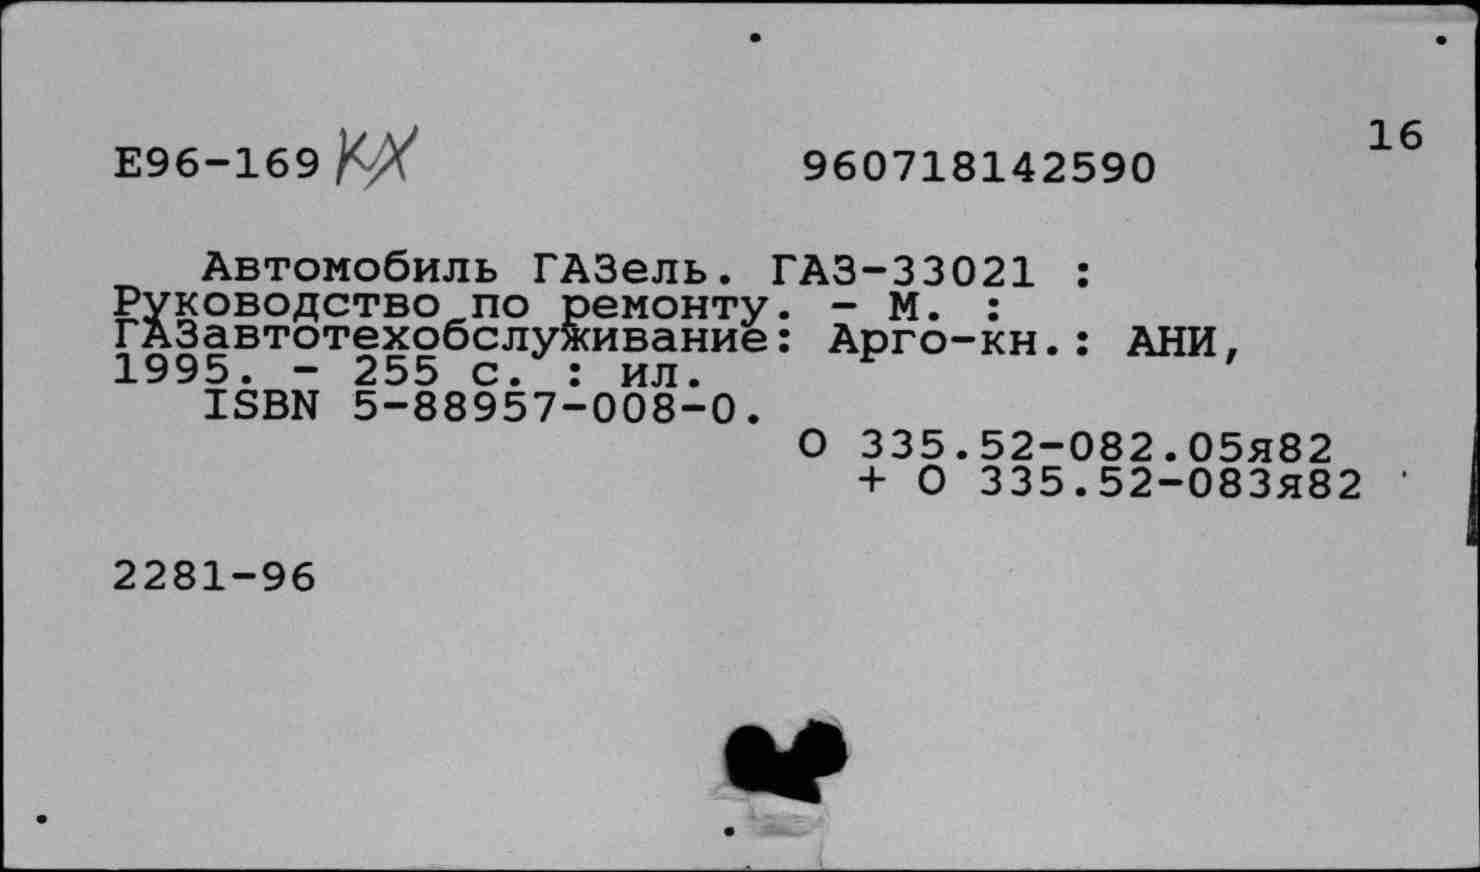 16
Е96-169 КХ 960718142590
Автомобиль ГАЗель. ГАЗ-33021 :
Руководство по ремонту. - М. :
ГАЗавтотехобслуживание: Арго-кн.: АНИ,
1995. - 255 с. : ил.
ISBN 5-88957-008-0.
О 335.52-082.05я82
+ О 335.52-083я82
2281-96